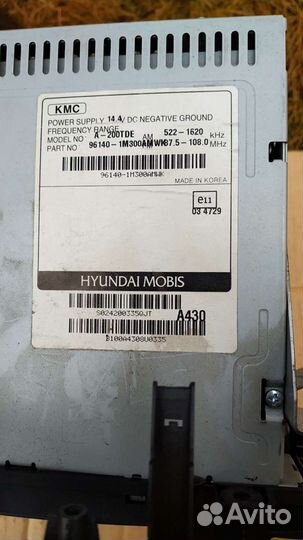 KMC
POWER SUPPLY 14.4V DC NEGATIVE GROUND
FREQUENCY RANGE AM 522-1620 kHz
MODEL NO A-200TDE
PART NO 96140-1M300AMWK 87.5-108.0 MHz
96140-1M300AMWK
MADE IN KOREA
e11
03 4729
HYUNDAI MOBIS
S024200335QJT
A430
B100A4308U0335
Avito